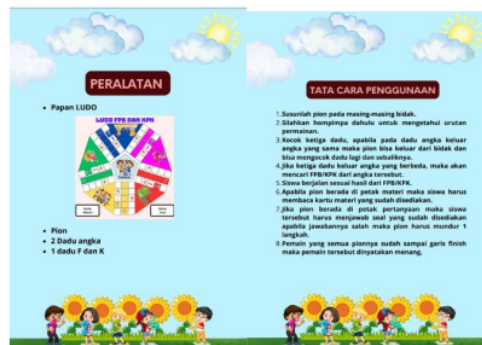 PERALATAN
• Papan LUDO
LUDO FPB DAN KPK
• Pion
• 2 Dadu angka
• 1 dadu F dan K
TATA CARA PENGGUNAAN
1. Susunlah pion pada masing-masing bidak.
2. Silahkan hompimpa dahulu untuk mengetahui urutan
permainan.
3. Kocok ketiga dadu, apabila pada dadu angka keluar
angka yang sama maka pion bisa keluar dari bidak dan
bisa mengocok dadu lagi dan sebaliknya.
4. Jika ketiga dadu keluar angka yang berbeda, maka akan
mencari FPB/KPK dari angka tersebut.
5. Siswa berjalan sesuai hasil dari FPB/KPK.
6. Apabila pion berada di petak materi maka siswa harus
membaca kartu materi yang sudah disediakan.
7. Jika pion berada di petak pertanyaan maka siswa
tersebut harus menjawab soal yang sudah disediakan
apabila jawabannya salah maka pion harus mundur 1
langkah.
8. Pemain yang semua pionnya sudah sampai garis finish
maka pemain tersebut dinyatakan menang.